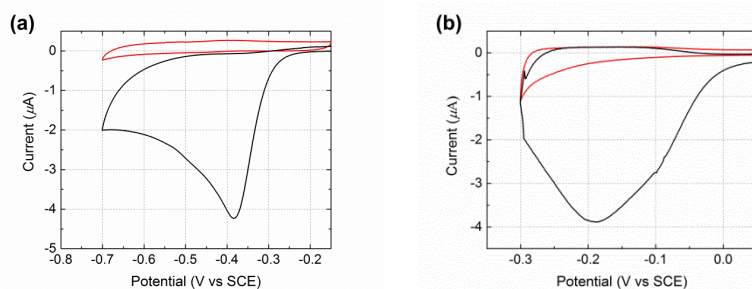 (a)
0
-1
-2
-3
-4
-5
Current (μA)
-0.8 -0.7 -0.6 -0.5 -0.4 -0.3 -0.2
Potential (V vs SCE)
(b)
1
0
-1
-2
-3
-4
Current (μA)
-0.3 -0.2 -0.1 0.0
Potential (V vs SCE)